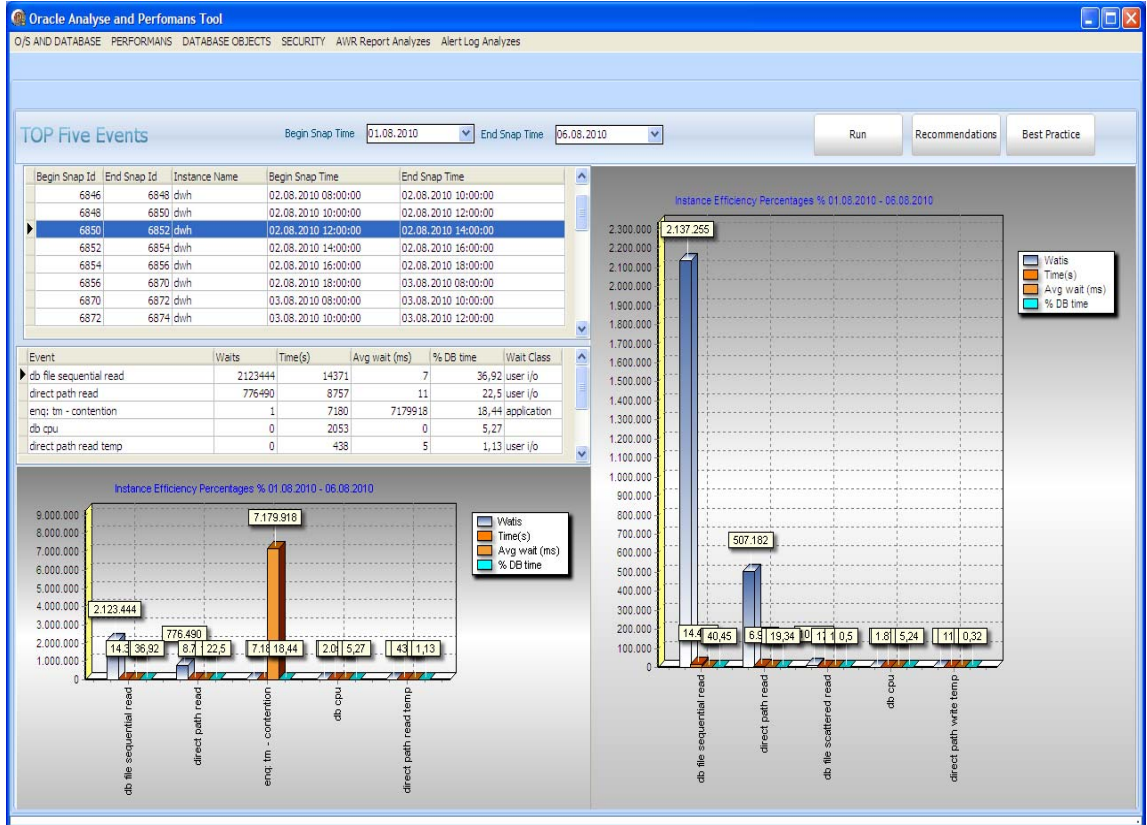 Oracle Analyse and Perfomans Tool
O/S AND DATABASE PERFORMANS DATABASE OBJECTS SECURITY AWR Report Analyzes Alert Log Analyzes
TOP Five Events Begin Snap Time 01.08.2010 End Snap Time 06.08.2010 Run Recommendations Best Practice
Begin Snap Id End Snap Id Instance Name Begin Snap Time End Snap Time
6846 6848 dwh 02.08.2010 08:00:00 02.08.2010 10:00:00
6848 6850 dwh 02.08.2010 10:00:00 02.08.2010 12:00:00
6850 6852 dwh 02.08.2010 12:00:00 02.08.2010 14:00:00
6852 6854 dwh 02.08.2010 14:00:00 02.08.2010 16:00:00
6854 6856 dwh 02.08.2010 16:00:00 02.08.2010 18:00:00
6856 6870 dwh 02.08.2010 18:00:00 03.08.2010 08:00:00
6870 6872 dwh 03.08.2010 08:00:00 03.08.2010 10:00:00
6872 6874 dwh 03.08.2010 10:00:00 03.08.2010 12:00:00
Event Waits Time(s) Avg wait (ms) % DB time Wait Class
db file sequential read 2123444 14371 7 36,92 user i/o
direct path read 776490 8757 11 22,5 user i/o
enq: tm - contention 1 7180 7179918 18,44 application
db cpu 0 2053 0 5,27
direct path read temp 0 438 5 1,13 user i/o
Instance Efficiency Percentages % 01.08.2010 - 06.08.2010
9.000.000
8.000.000
7.000.000
6.000.000
5.000.000
4.000.000
3.000.000
2.000.000
1.000.000
0
7.179.918
2.123.444
776.490
14.3 36,92 8.7 22,5 7.18 18,44 2.05 5,27 43 1,13
db file sequential read
direct path read
enq: tm - contention
db cpu
direct path read temp
Watis
Time(s)
Avg wait (ms)
% DB time
Instance Efficiency Percentages % 01.08.2010 - 06.08.2010
2.300.000
2.200.000
2.100.000
2.000.000
1.900.000
1.800.000
1.700.000
1.600.000
1.500.000
1.400.000
1.300.000
1.200.000
1.100.000
1.000.000
900.000
800.000
700.000
600.000
500.000
400.000
300.000
200.000
100.000
0
2.137.255
507.182
14.4 40,45 6.9 19,34 0,5 1.8 5,24 11 0,32
db file sequential read
direct path read
db file scattered read
db cpu
direct path write temp
Watis
Time(s)
Avg wait (ms)
% DB time